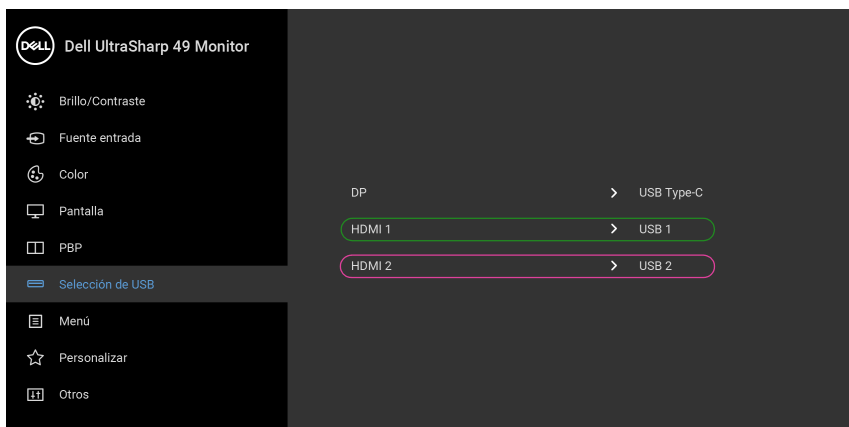 DELL Dell UltraSharp 49 Monitor
Brillo/Contraste
Fuente entrada
Color
Pantalla
PBP
Selección de USB
Menú
Personalizar
Otros
DP USB Type-C
HDMI 1 USB 1
HDMI 2 USB 2